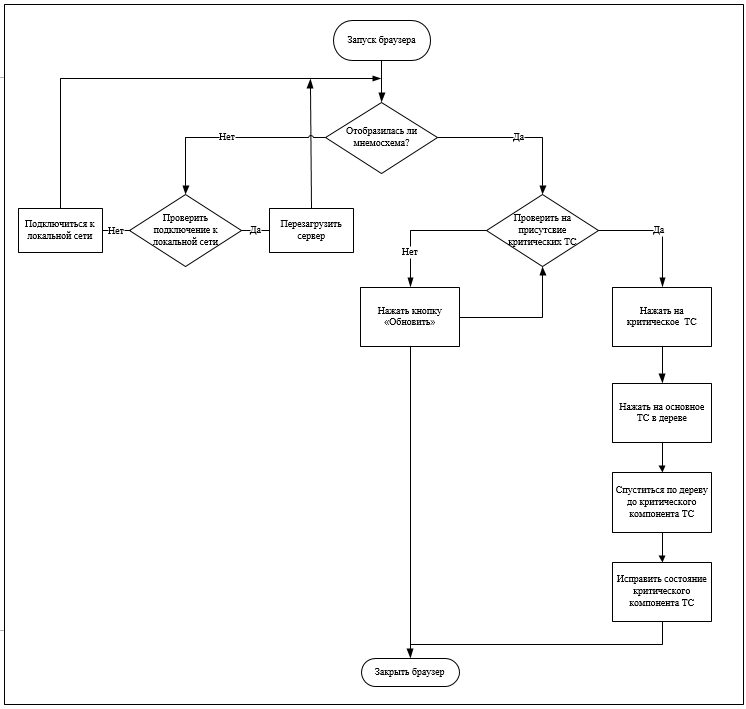 Запуск браузера
Отобразилась ли
мнемосхема?
Нет
Да
Подключиться к
локальной сети
Нет
Проверить
подключение к
локальной сети
Да
Перезагрузить
сервер
Проверить на
присутсвие
критических ТС
Нет
Да
Нажать кнопку
«Обновить»
Нажать на
критическое ТС
Нажать на основное
ТС в дереве
Спуститься по дереву
до критического
компонента ТС
Исправить состояние
критического
компонента ТС
Закрыть браузер